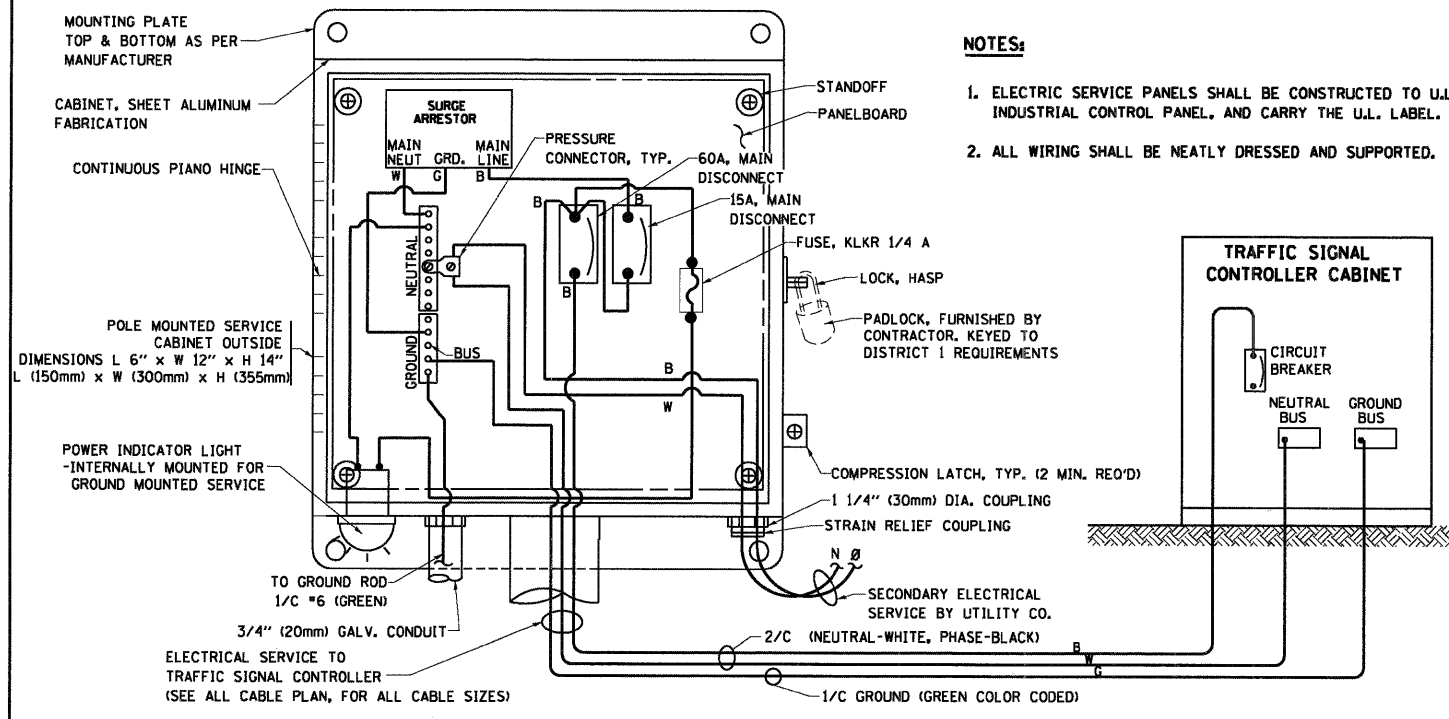 MOUNTING PLATE
TOP & BOTTOM AS PER
MANUFACTURER
CABINET, SHEET ALUMINUM
FABRICATION
CONTINUOUS PIANO HINGE
POLE MOUNTED SERVICE
CABINET OUTSIDE
DIMENSIONS L 6" x W 12" x H 14"
L (150mm) x W (300mm) x H (355mm)
POWER INDICATOR LIGHT
-INTERNALLY MOUNTED FOR
GROUND MOUNTED SERVICE
TO GROUND ROD
1/C #6 (GREEN)
3/4" (20mm) GALV. CONDUIT
ELECTRICAL SERVICE TO
TRAFFIC SIGNAL CONTROLLER
(SEE ALL CABLE PLAN, FOR ALL CABLE SIZES)
SURGE
ARRESTOR
MAIN
NEUT
GRD.
MAIN
LINE
W
G
B
NEUTRAL
GROUND
BUS
PRESSURE
CONNECTOR, TYP.
B
B
B
B
W
STANDOFF
PANELBOARD
60A, MAIN
DISCONNECT
15A, MAIN
DISCONNECT
FUSE, KLKR 1/4 A
LOCK, HASP
PADLOCK, FURNISHED BY
CONTRACTOR. KEYED TO
DISTRICT 1 REQUIREMENTS
COMPRESSION LATCH, TYP. (2 MIN. REQ'D)
1 1/4" (30mm) DIA. COUPLING
STRAIN RELIEF COUPLING
N Ø
SECONDARY ELECTRICAL
SERVICE BY UTILITY CO.
2/C (NEUTRAL-WHITE, PHASE-BLACK)
B
W
G
1/C GROUND (GREEN COLOR CODED)
NOTES:
1. ELECTRIC SERVICE PANELS SHALL BE CONSTRUCTED TO U.L
INDUSTRIAL CONTROL PANEL, AND CARRY THE U.L. LABEL.
2. ALL WIRING SHALL BE NEATLY DRESSED AND SUPPORTED.
TRAFFIC SIGNAL
CONTROLLER CABINET
CIRCUIT
BREAKER
NEUTRAL
BUS
GROUND
BUS